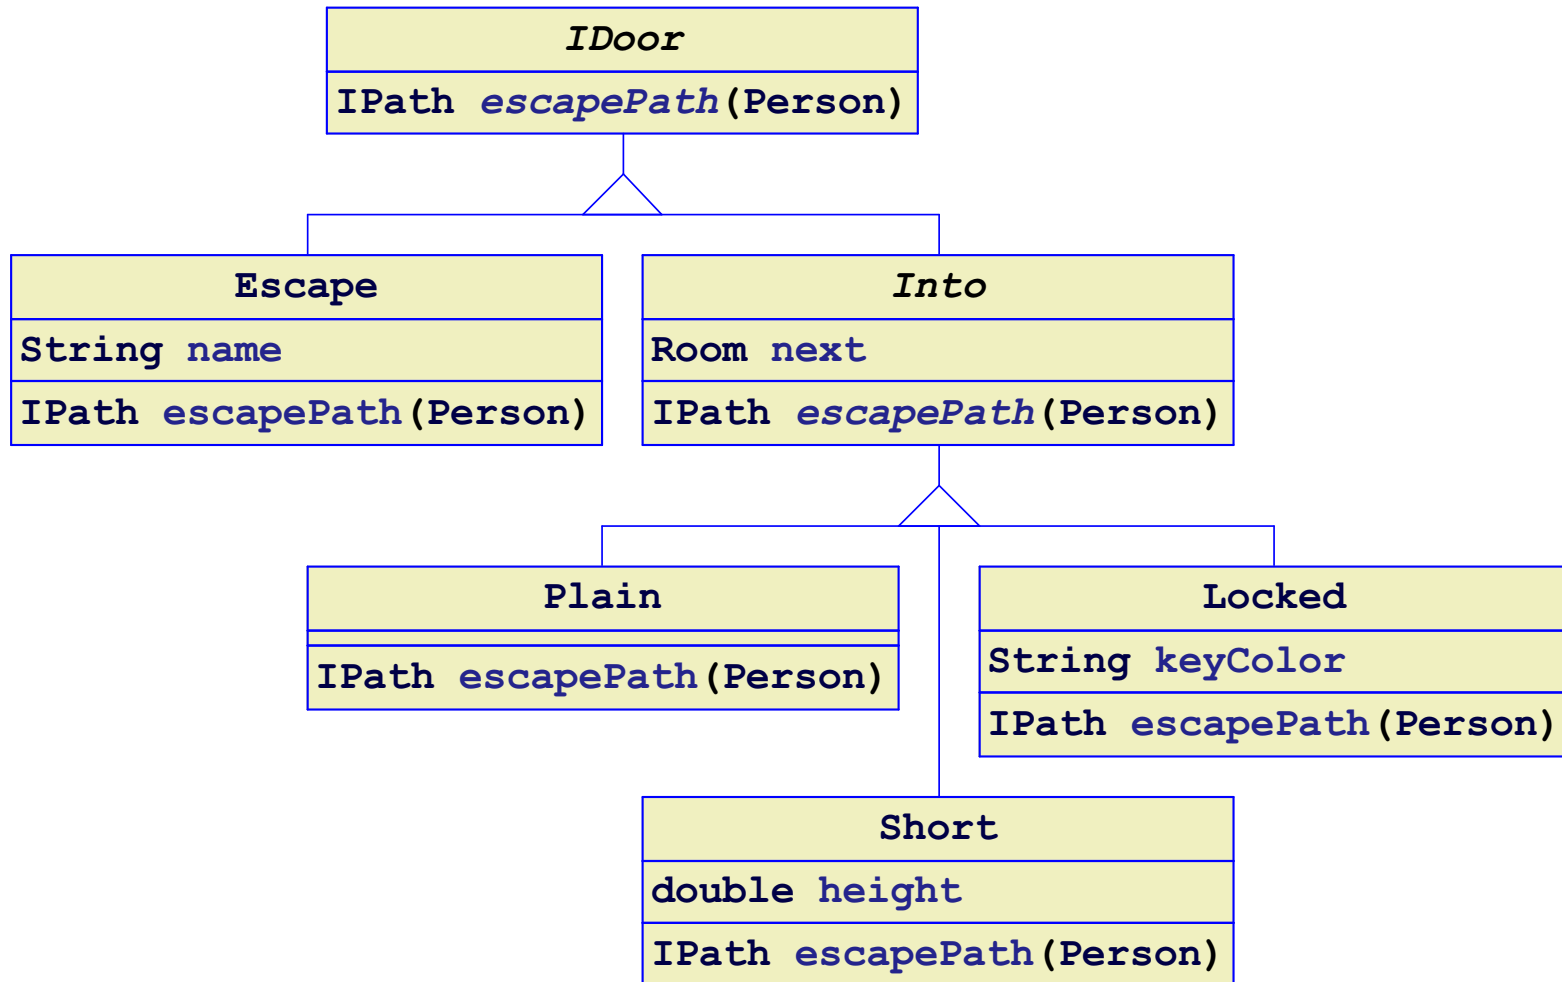 IDoor
IPath escapePath(Person)
Escape
String name
IPath escapePath(Person)
Into
Room next
IPath escapePath(Person)
Plain
IPath escapePath(Person)
Locked
String keyColor
IPath escapePath(Person)
Short
double height
IPath escapePath(Person)